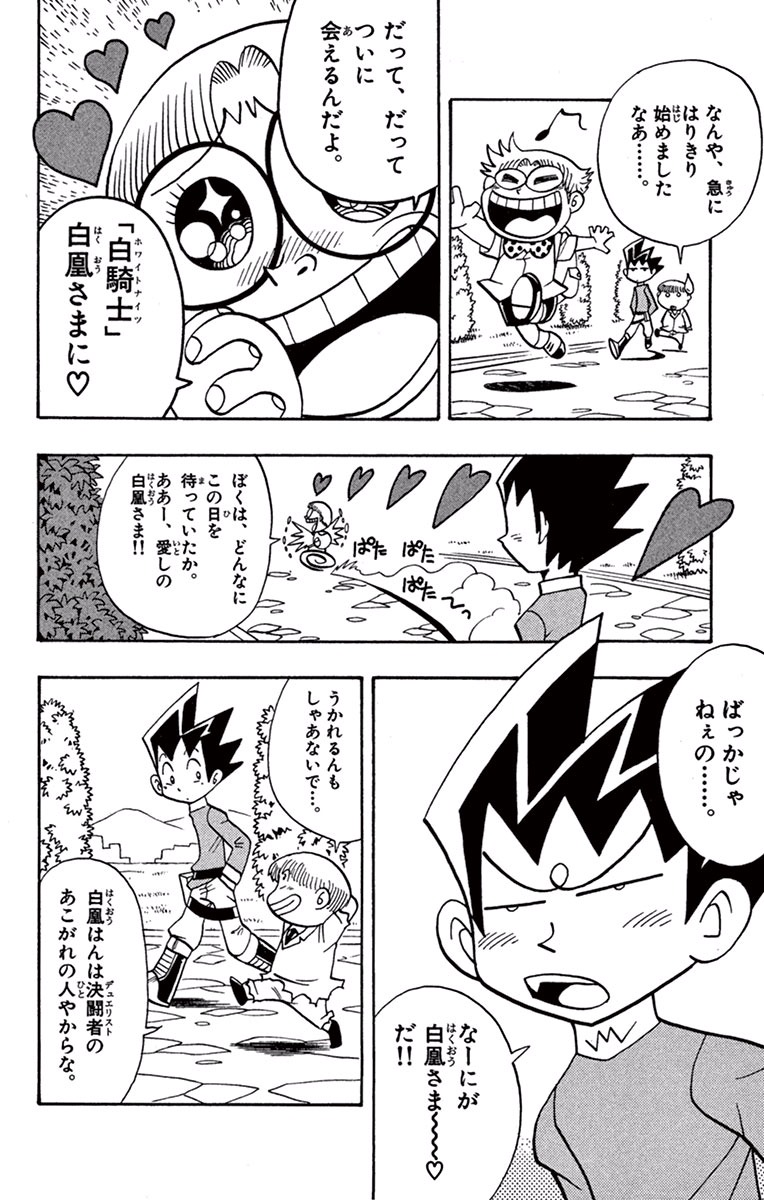 なんや、急に
はりきり
始めました
なあ……。
だって、だって
ついに
会えるんだよ。
「白騎士」
白凰さまに♡
ぱた
ぱた
ぱた〜っ
ぼくは、どんなに
この日を
待っていたか。
ああー、愛しの
白凰さま!!
ばっかじゃ
ねぇの……。
なーにが
白凰さま〜〜♡
だ!!
うかれるんも
しゃあないで…。
白凰はんは決闘者の
あこがれの人やからな。